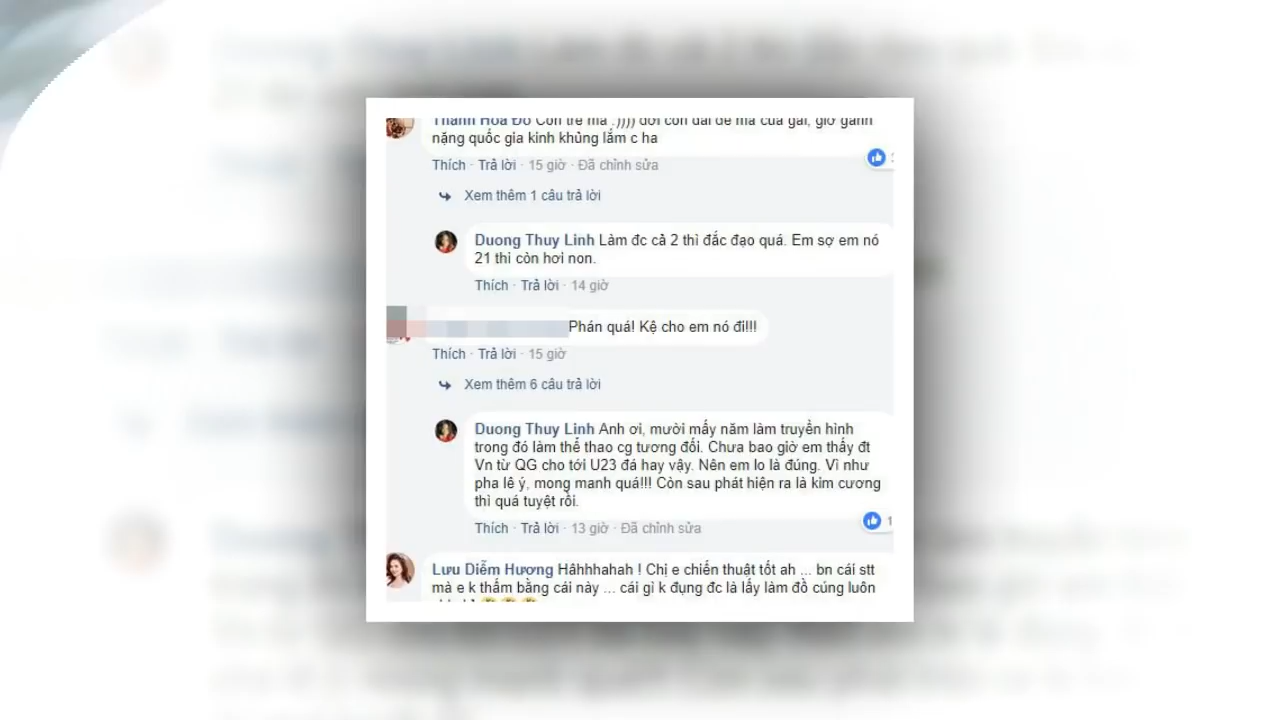 Thanh Hoa Đỗ Còn trẻ mà :)))) đời còn dài để mà cua gái, giờ gánh
nặng quốc gia kinh khủng lắm c ha
Thích · Trả lời · 15 giờ · Đã chỉnh sửa
Xem thêm 1 câu trả lời
Duong Thuy Linh Làm đc cả 2 thì đắc đạo quá. Em sợ em nó
21 thì còn hơi non.
Thích · Trả lời · 14 giờ
Phán quá! Kệ cho em nó đi!!!
Thích · Trả lời · 15 giờ
Xem thêm 6 câu trả lời
Duong Thuy Linh Anh ơi, mười mấy năm làm truyền hình
trong đó làm thể thao cg tương đối. Chưa bao giờ em thấy đt
Vn từ QG cho tới U23 đá hay vậy. Nên em lo là đúng. Vì như
pha lê ý, mong manh quá!!! Còn sau phát hiện ra là kim cương
thì quá tuyệt rồi.
1
Thích · Trả lời · 13 giờ · Đã chỉnh sửa
Lưu Diễm Hương Hâhhhahah ! Chị e chiến thuật tốt ah ... bn cái stt
mà e k thấm bằng cái này ... cái gì k đụng đc là lấy làm đồ cúng luôn